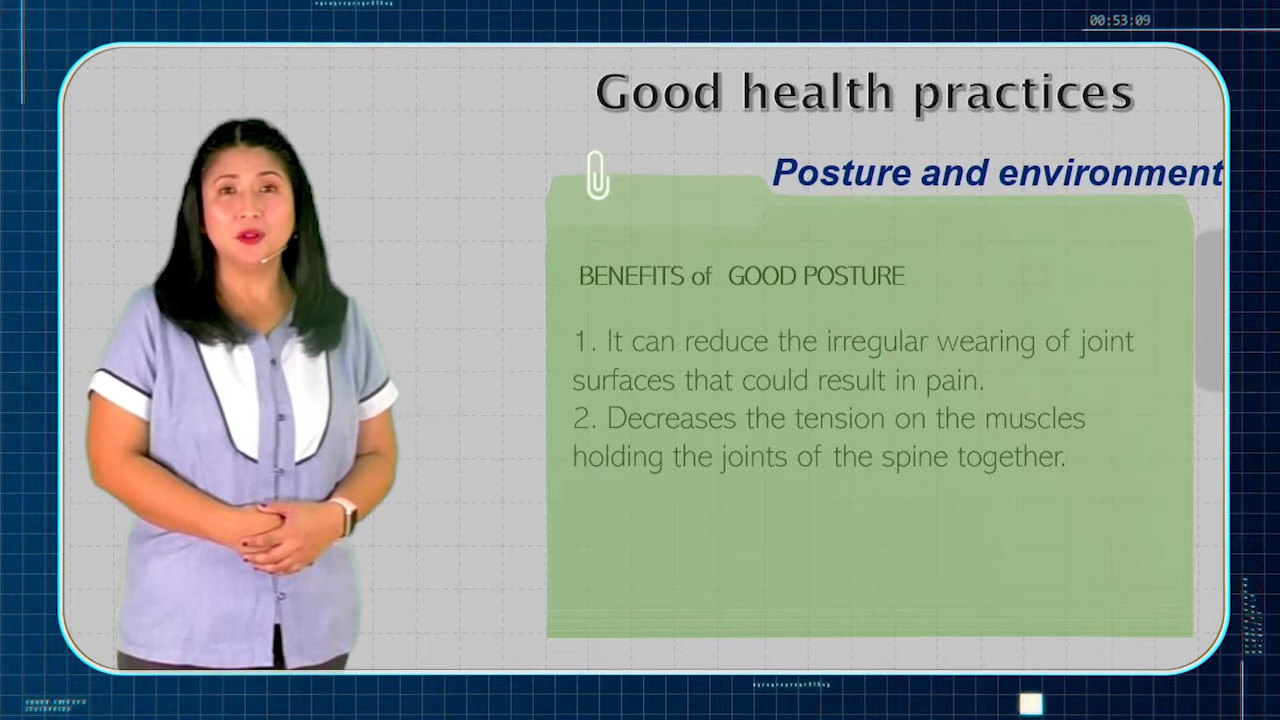 00:53:09
Good health practices
Posture and environment
BENEFITS of GOOD POSTURE
1. It can reduce the irregular wearing of joint
surfaces that could result in pain.
2. Decreases the tension on the muscles
holding the joints of the spine together.